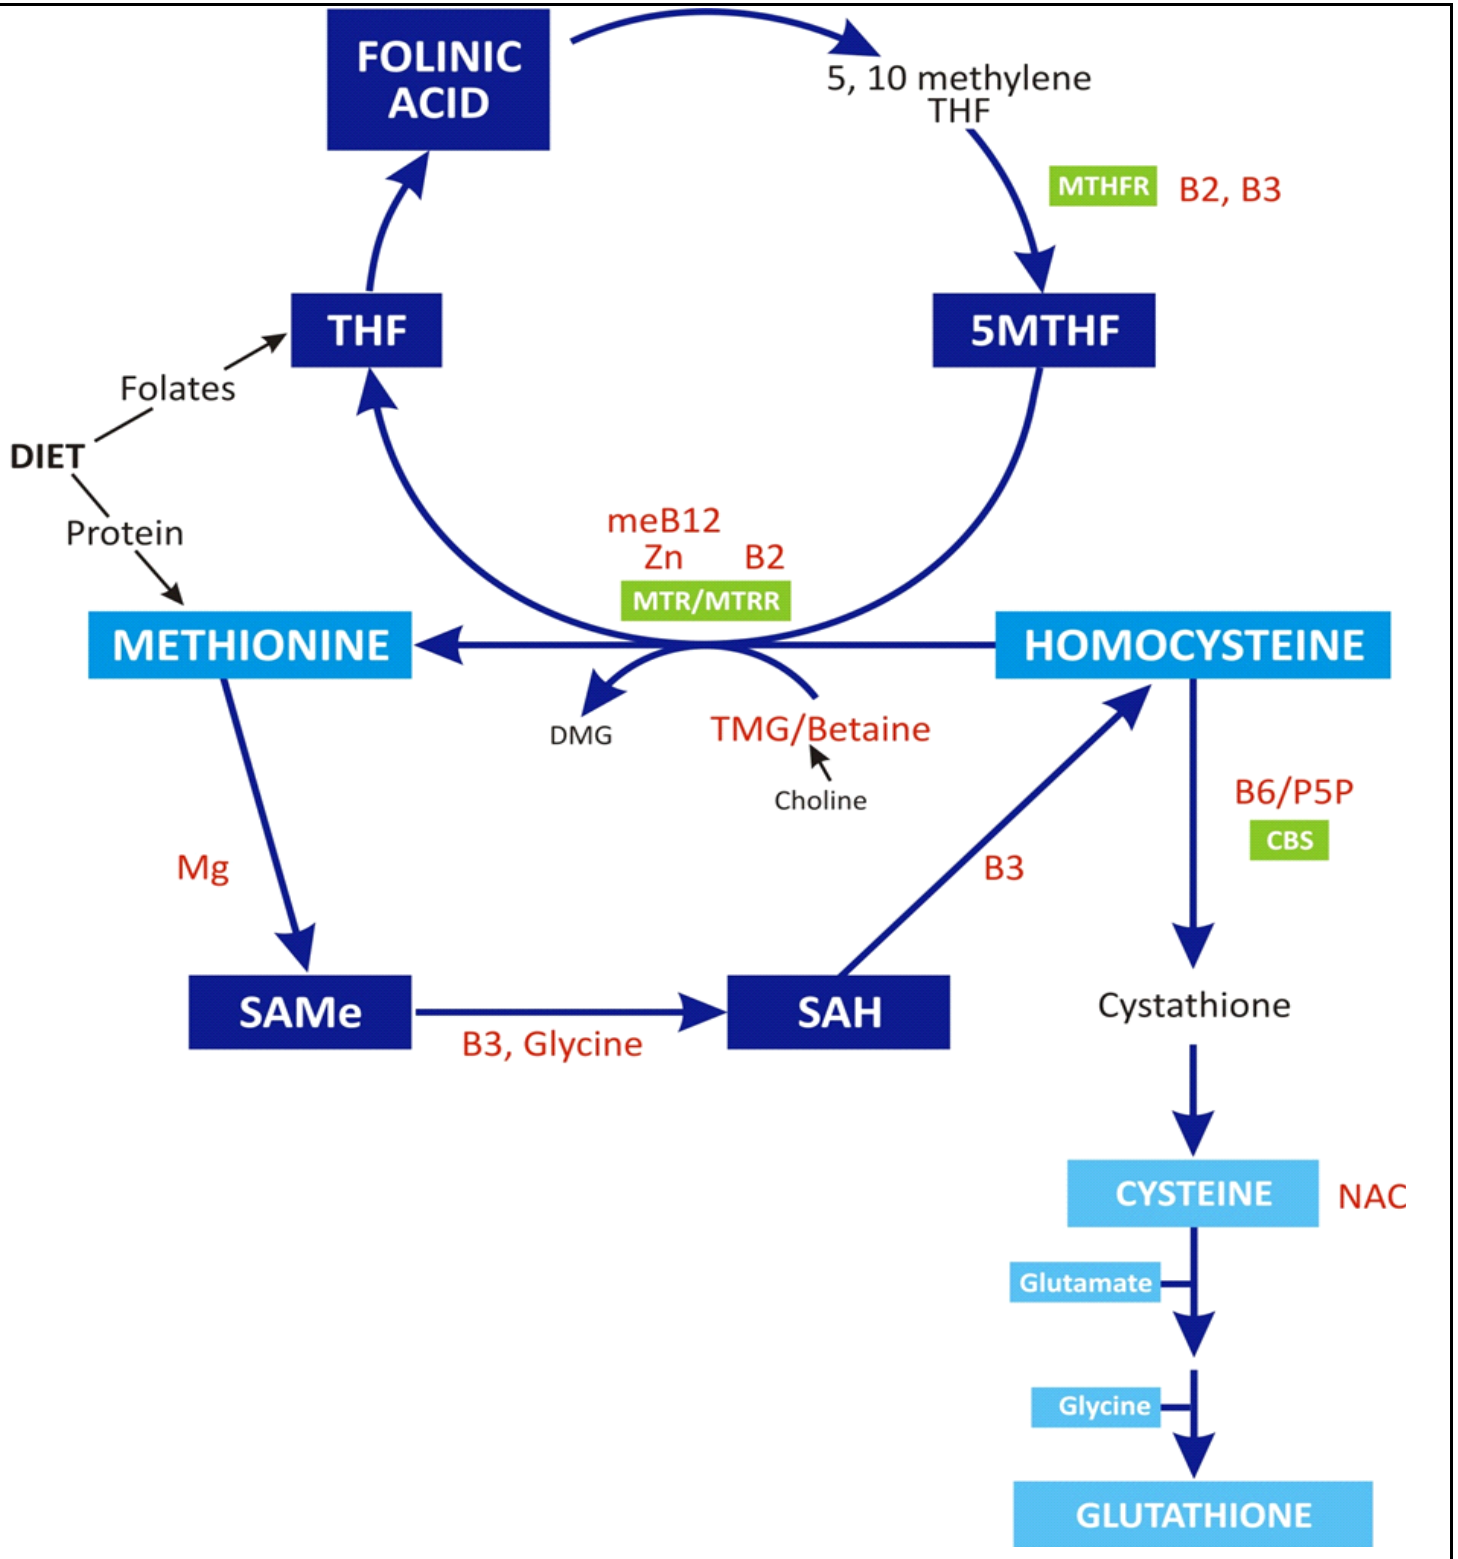 FOLINIC
ACID
5, 10 methylene
THF
MTHFR B2, B3
THF
5MTHF
Folates
DIET
Protein
meB12
Zn B2
MTR/MTRR
METHIONINE
HOMOCYSTEINE
DMG
TMG/Betaine
Choline
B6/P5P
CBS
Mg
B3
SAMe
SAH
B3, Glycine
Cystathione
CYSTEINE
NAC
Glutamate
Glycine
GLUTATHIONE